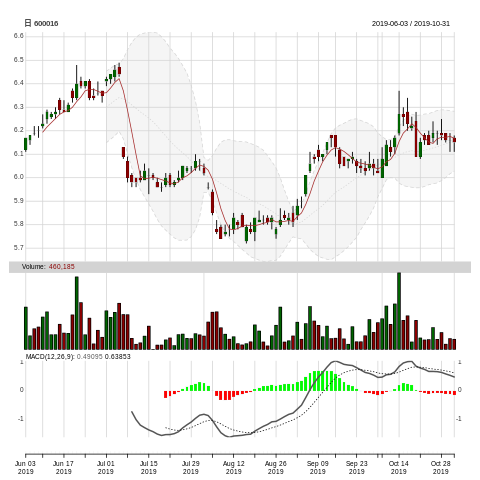 日 600016
2019-06-03 / 2019-10-31
6.6
6.5
6.4
6.3
6.2
6.1
6.0
5.9
5.8
5.7
Volume: 460,185
MACD(12,26,9): 0.49095 0.63853
1 1
0 0
-1 -1
Jun 03 Jun 17 Jul 01 Jul 15 Jul 29 Aug 12 Aug 26 Sep 09 Sep 23 Oct 14 Oct 28
2019 2019 2019 2019 2019 2019 2019 2019 2019 2019 2019